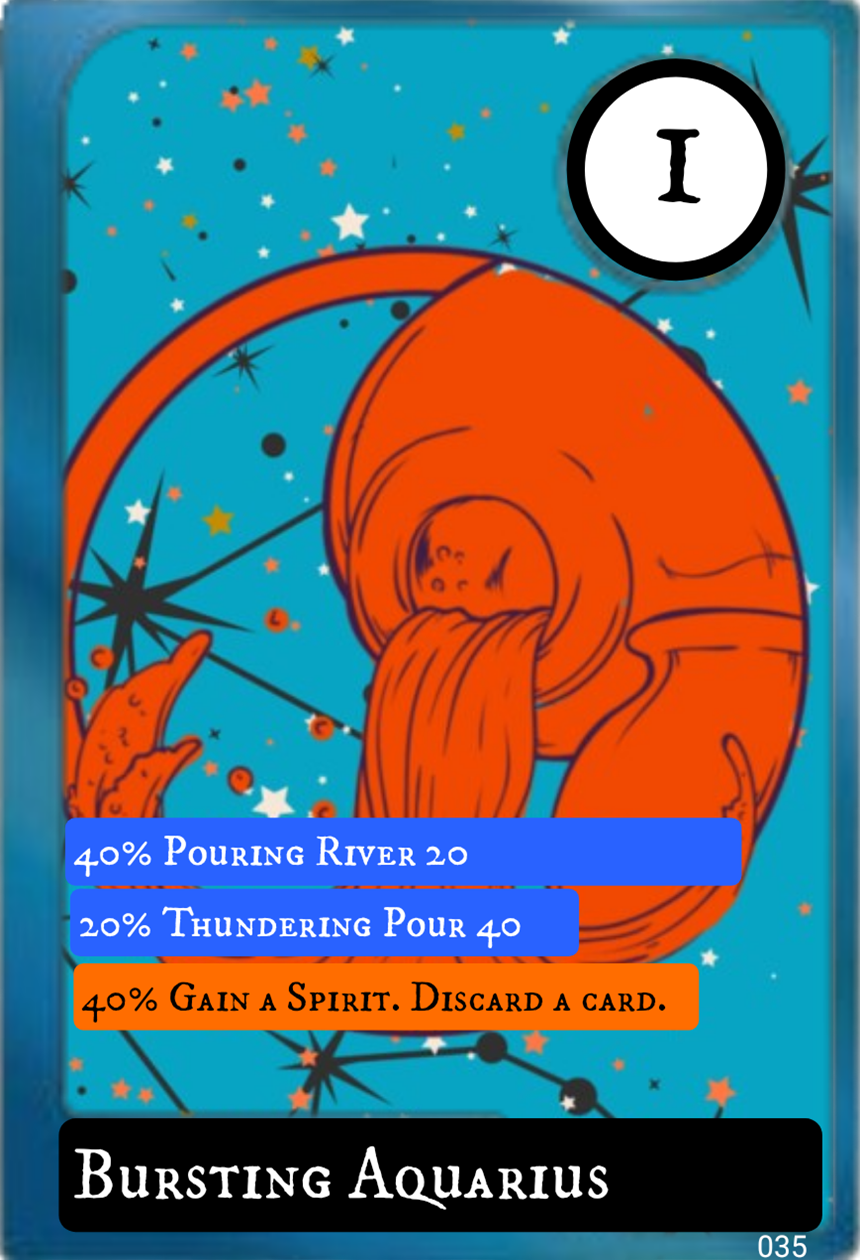 I
40% Pouring River 20
20% Thundering Pour 40
40% Gain a Spirit. Discard a card.
Bursting Aquarius
035